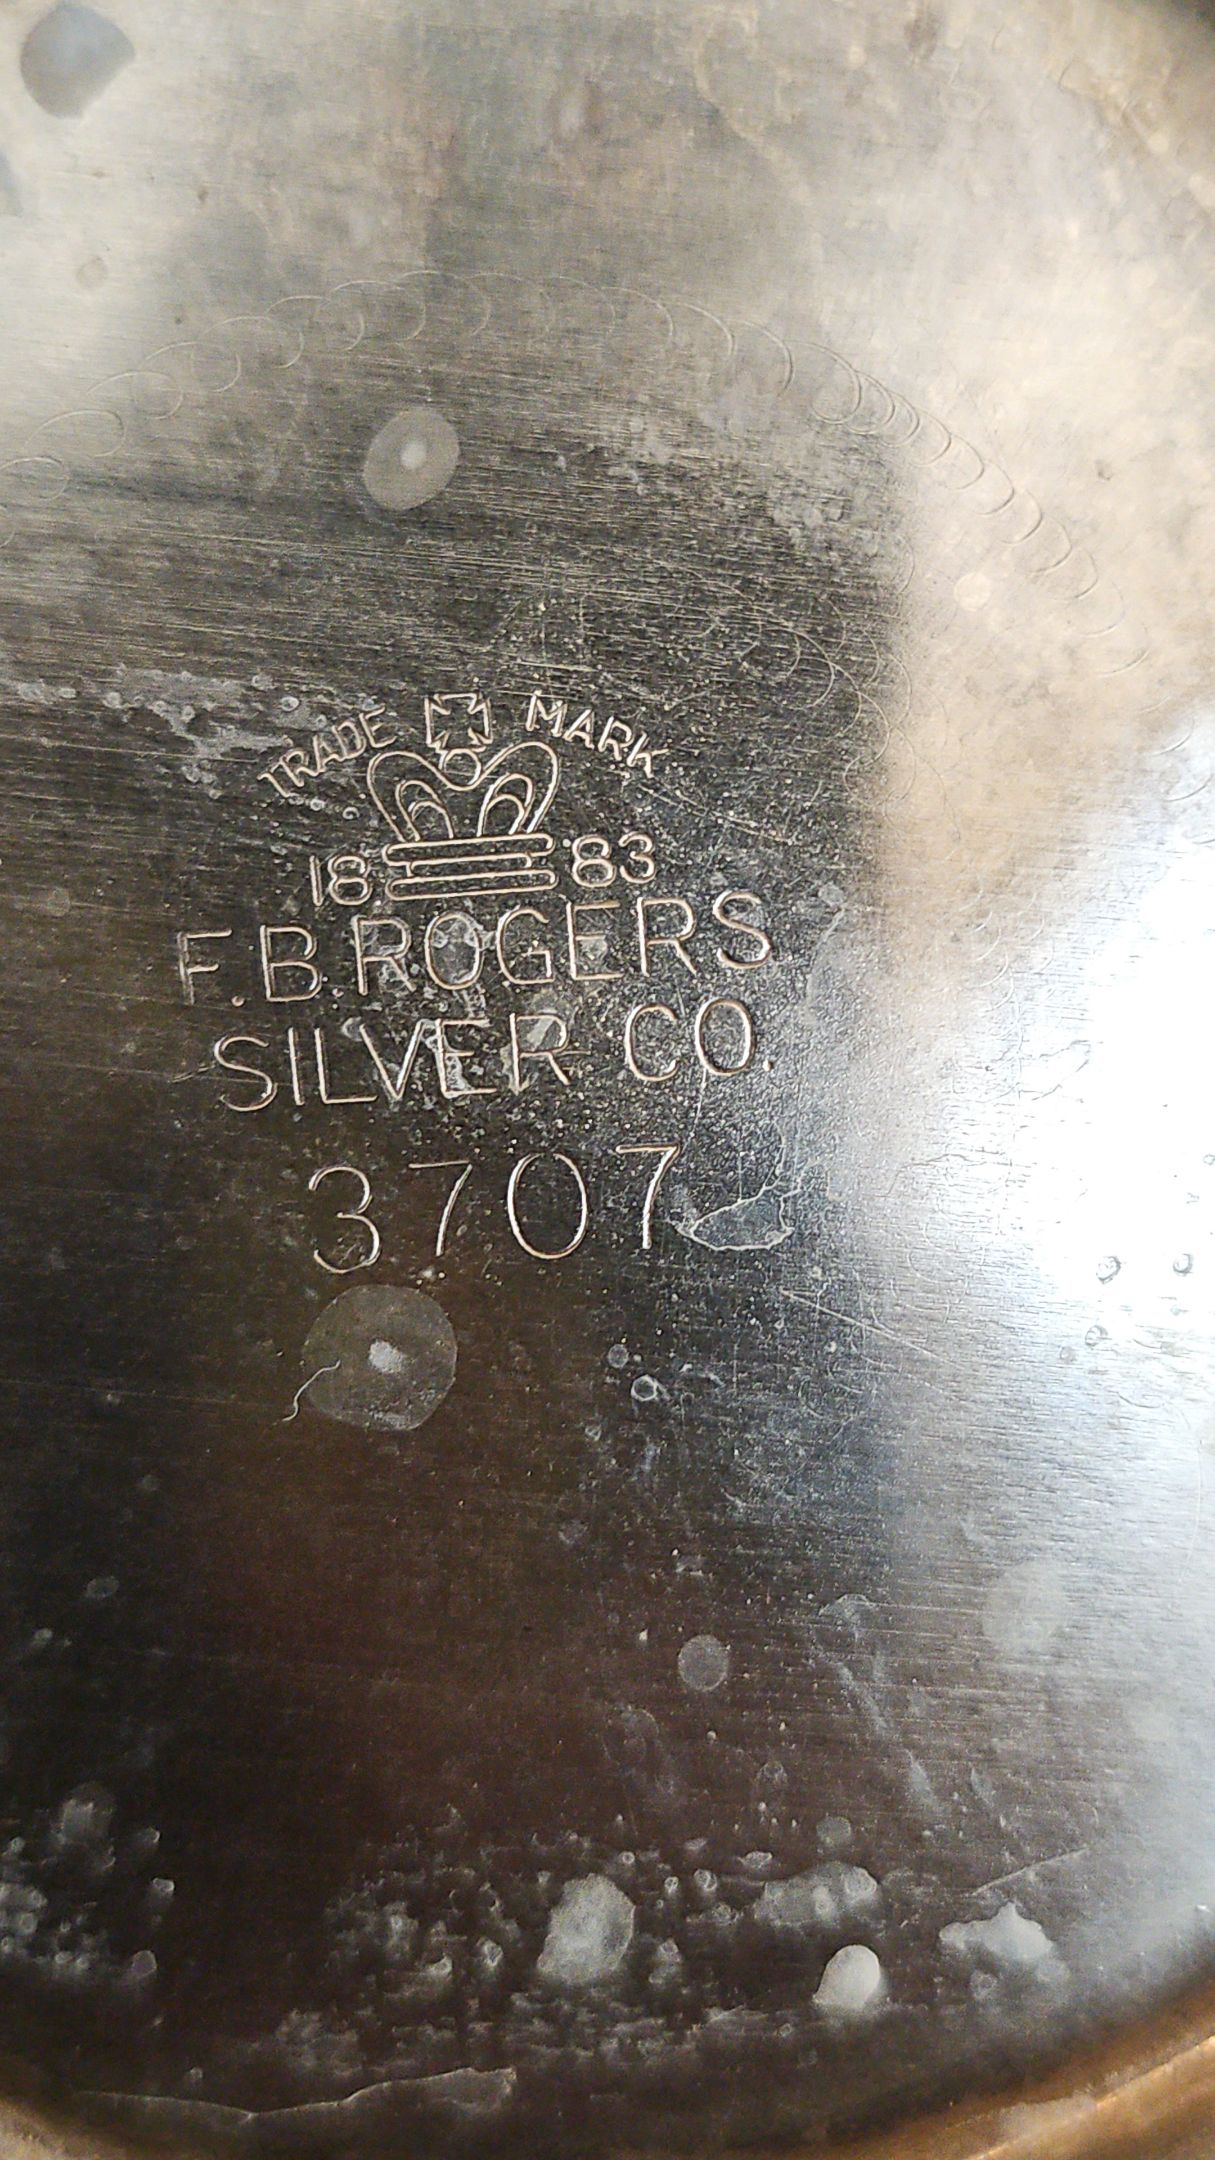 TRADE MARK
18 83
F.B.ROGERS
SILVER CO.
3707